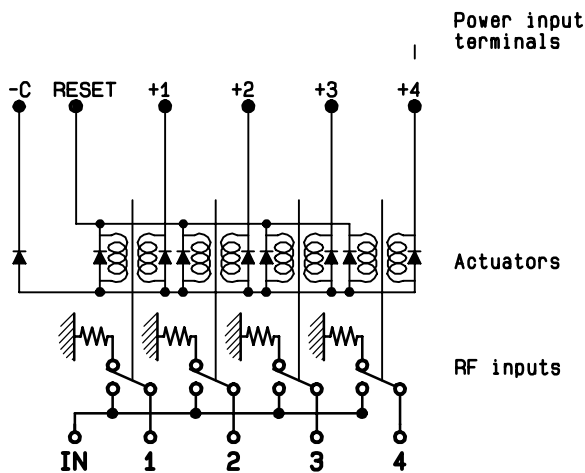 Power input
terminals
-C RESET +1 +2 +3 +4
Actuators
RF inputs
IN 1 2 3 4